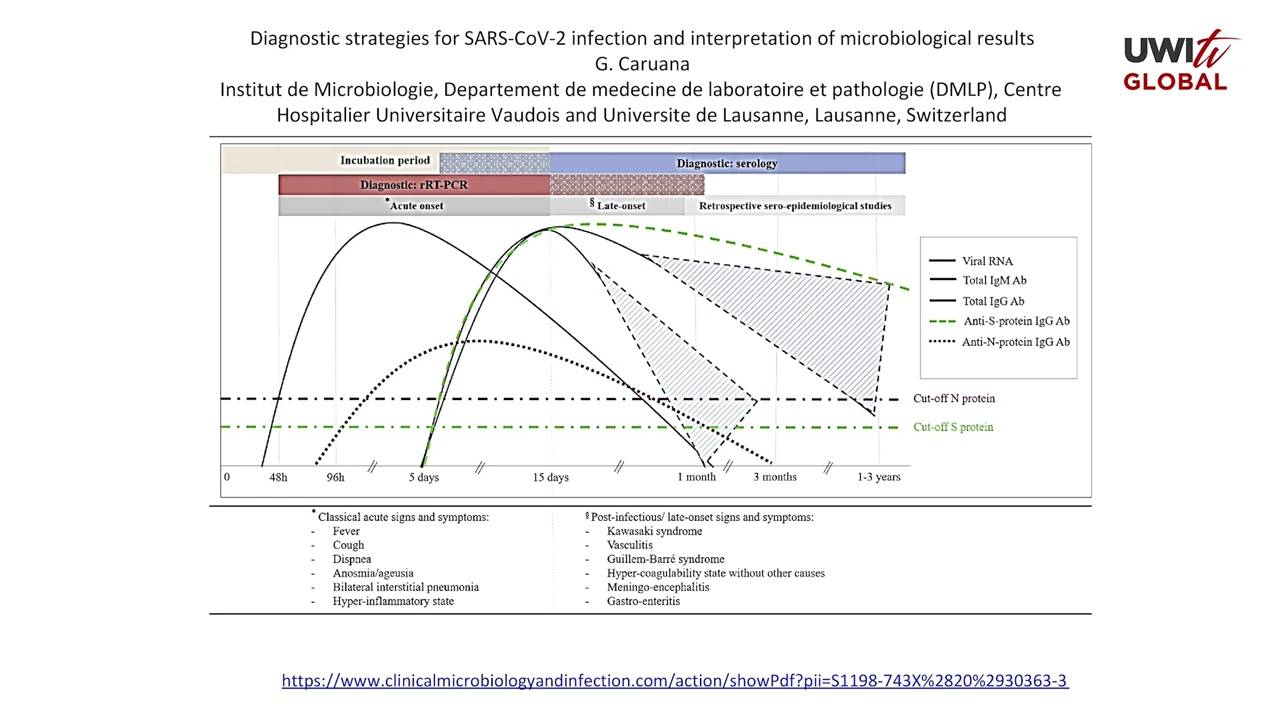 Diagnostic strategies for SARS-CoV-2 infection and interpretation of microbiological results
G. Caruana
Institut de Microbiologie, Departement de medecine de laboratoire et pathologie (DMLP), Centre
Hospitalier Universitaire Vaudois and Universite de Lausanne, Lausanne, Switzerland
UWItv
GLOBAL
Incubation period
Diagnostic: serology
Diagnostic: rRT-PCR
*Acute onset
§ Late-onset
Retrospective sero-epidemiological studies
Viral RNA
Total IgM Ab
Total IgG Ab
Anti-S-protein IgG Ab
Anti-N-protein IgG Ab
Cut-off N protein
Cut-off S protein
0 48h 96h // 5 days // 15 days // 1 month // 3 months // 1-3 years
* Classical acute signs and symptoms:
- Fever
- Cough
- Dispnea
- Anosmia/ageusia
- Bilateral interstitial pneumonia
- Hyper-inflammatory state
§ Post-infectious/ late-onset signs and symptoms:
- Kawasaki syndrome
- Vasculitis
- Guillem-Barré syndrome
- Hyper-coagulability state without other causes
- Meningo-encephalitis
- Gastro-enteritis
https://www.clinicalmicrobiologyandinfection.com/action/showPdf?pii=S1198-743X%2820%2930363-3